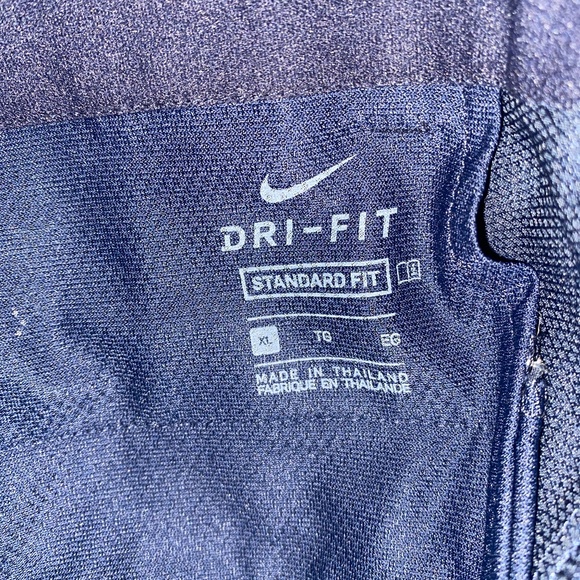 DRI-FIT
STANDARD FIT
XL TG EG
MADE IN THAILAND
FABRIQUE EN THAILANDE